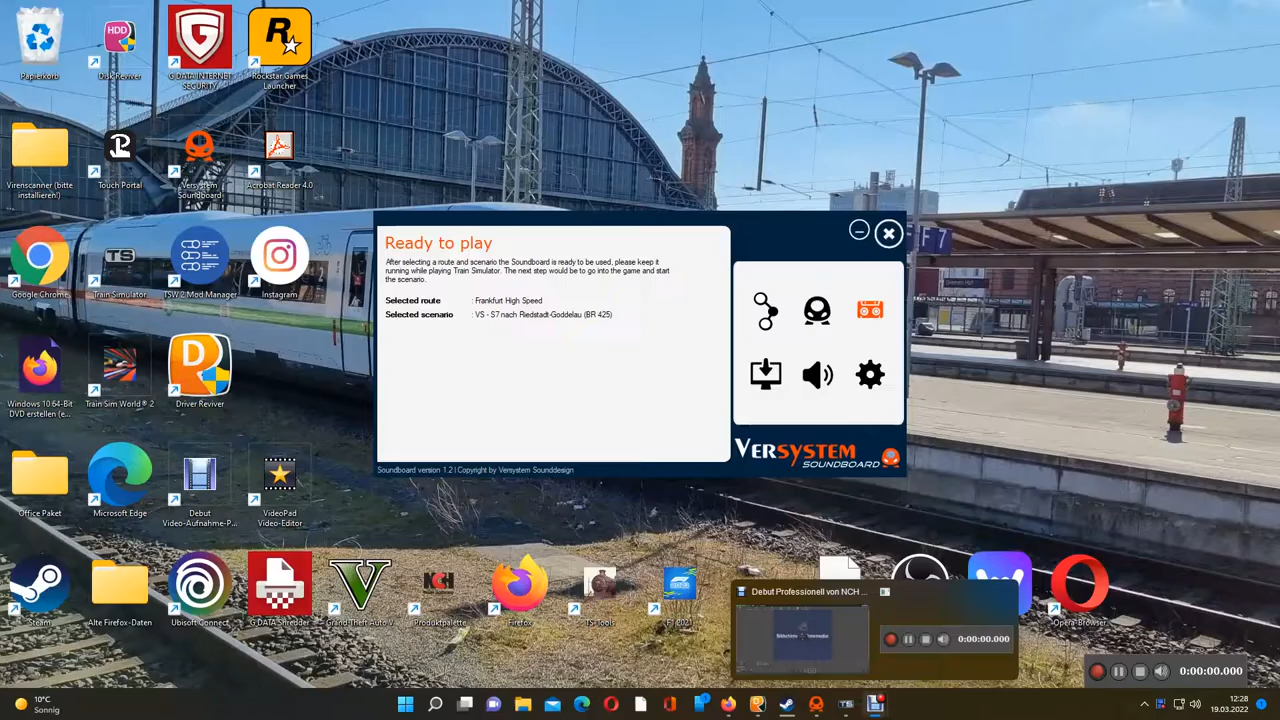 Papierkorb
Disk Reviver
G DATA INTERNET
SECURITY
Rockstar Games
Launcher
Virenscanner (bitte
installieren!)
Touch Portal
Versystem
Soundboard
Acrobat Reader 4.0
Google Chrome
Train Simulator
TSW 2 Mod Manager
Instagram
Windows 10 64-Bit
DVD erstellen (e...
Train Sim World® 2
Driver Reviver
Office Paket
Microsoft Edge
Debut
Video-Aufnahme-P...
VideoPad
Video-Editor
Steam
Alte Firefox-Daten
Ubisoft Connect
G DATA Shredder
Grand Theft Auto V
Produktpalette
Firefox
TS-Tools
F1 2021
Opera-Browser
HDD
TS
F 7
Ready to play
After selecting a route and scenario the Soundboard is ready to be used, please keep it
running while playing Train Simulator. The next step would be to go into the game and start
the scenario.
Selected route : Frankfurt High Speed
Selected scenario : VS - S7 nach Riedstadt-Goddelau (BR 425)
VERSYSTEM
SOUNDBOARD
Soundboard version 1.2 | Copyright by Versystem Sounddesign
Debut Professionell von NCH ...
0:00:00.000
0:00:00.000
10°C
Sonnig
TS
12:28
19.03.2022